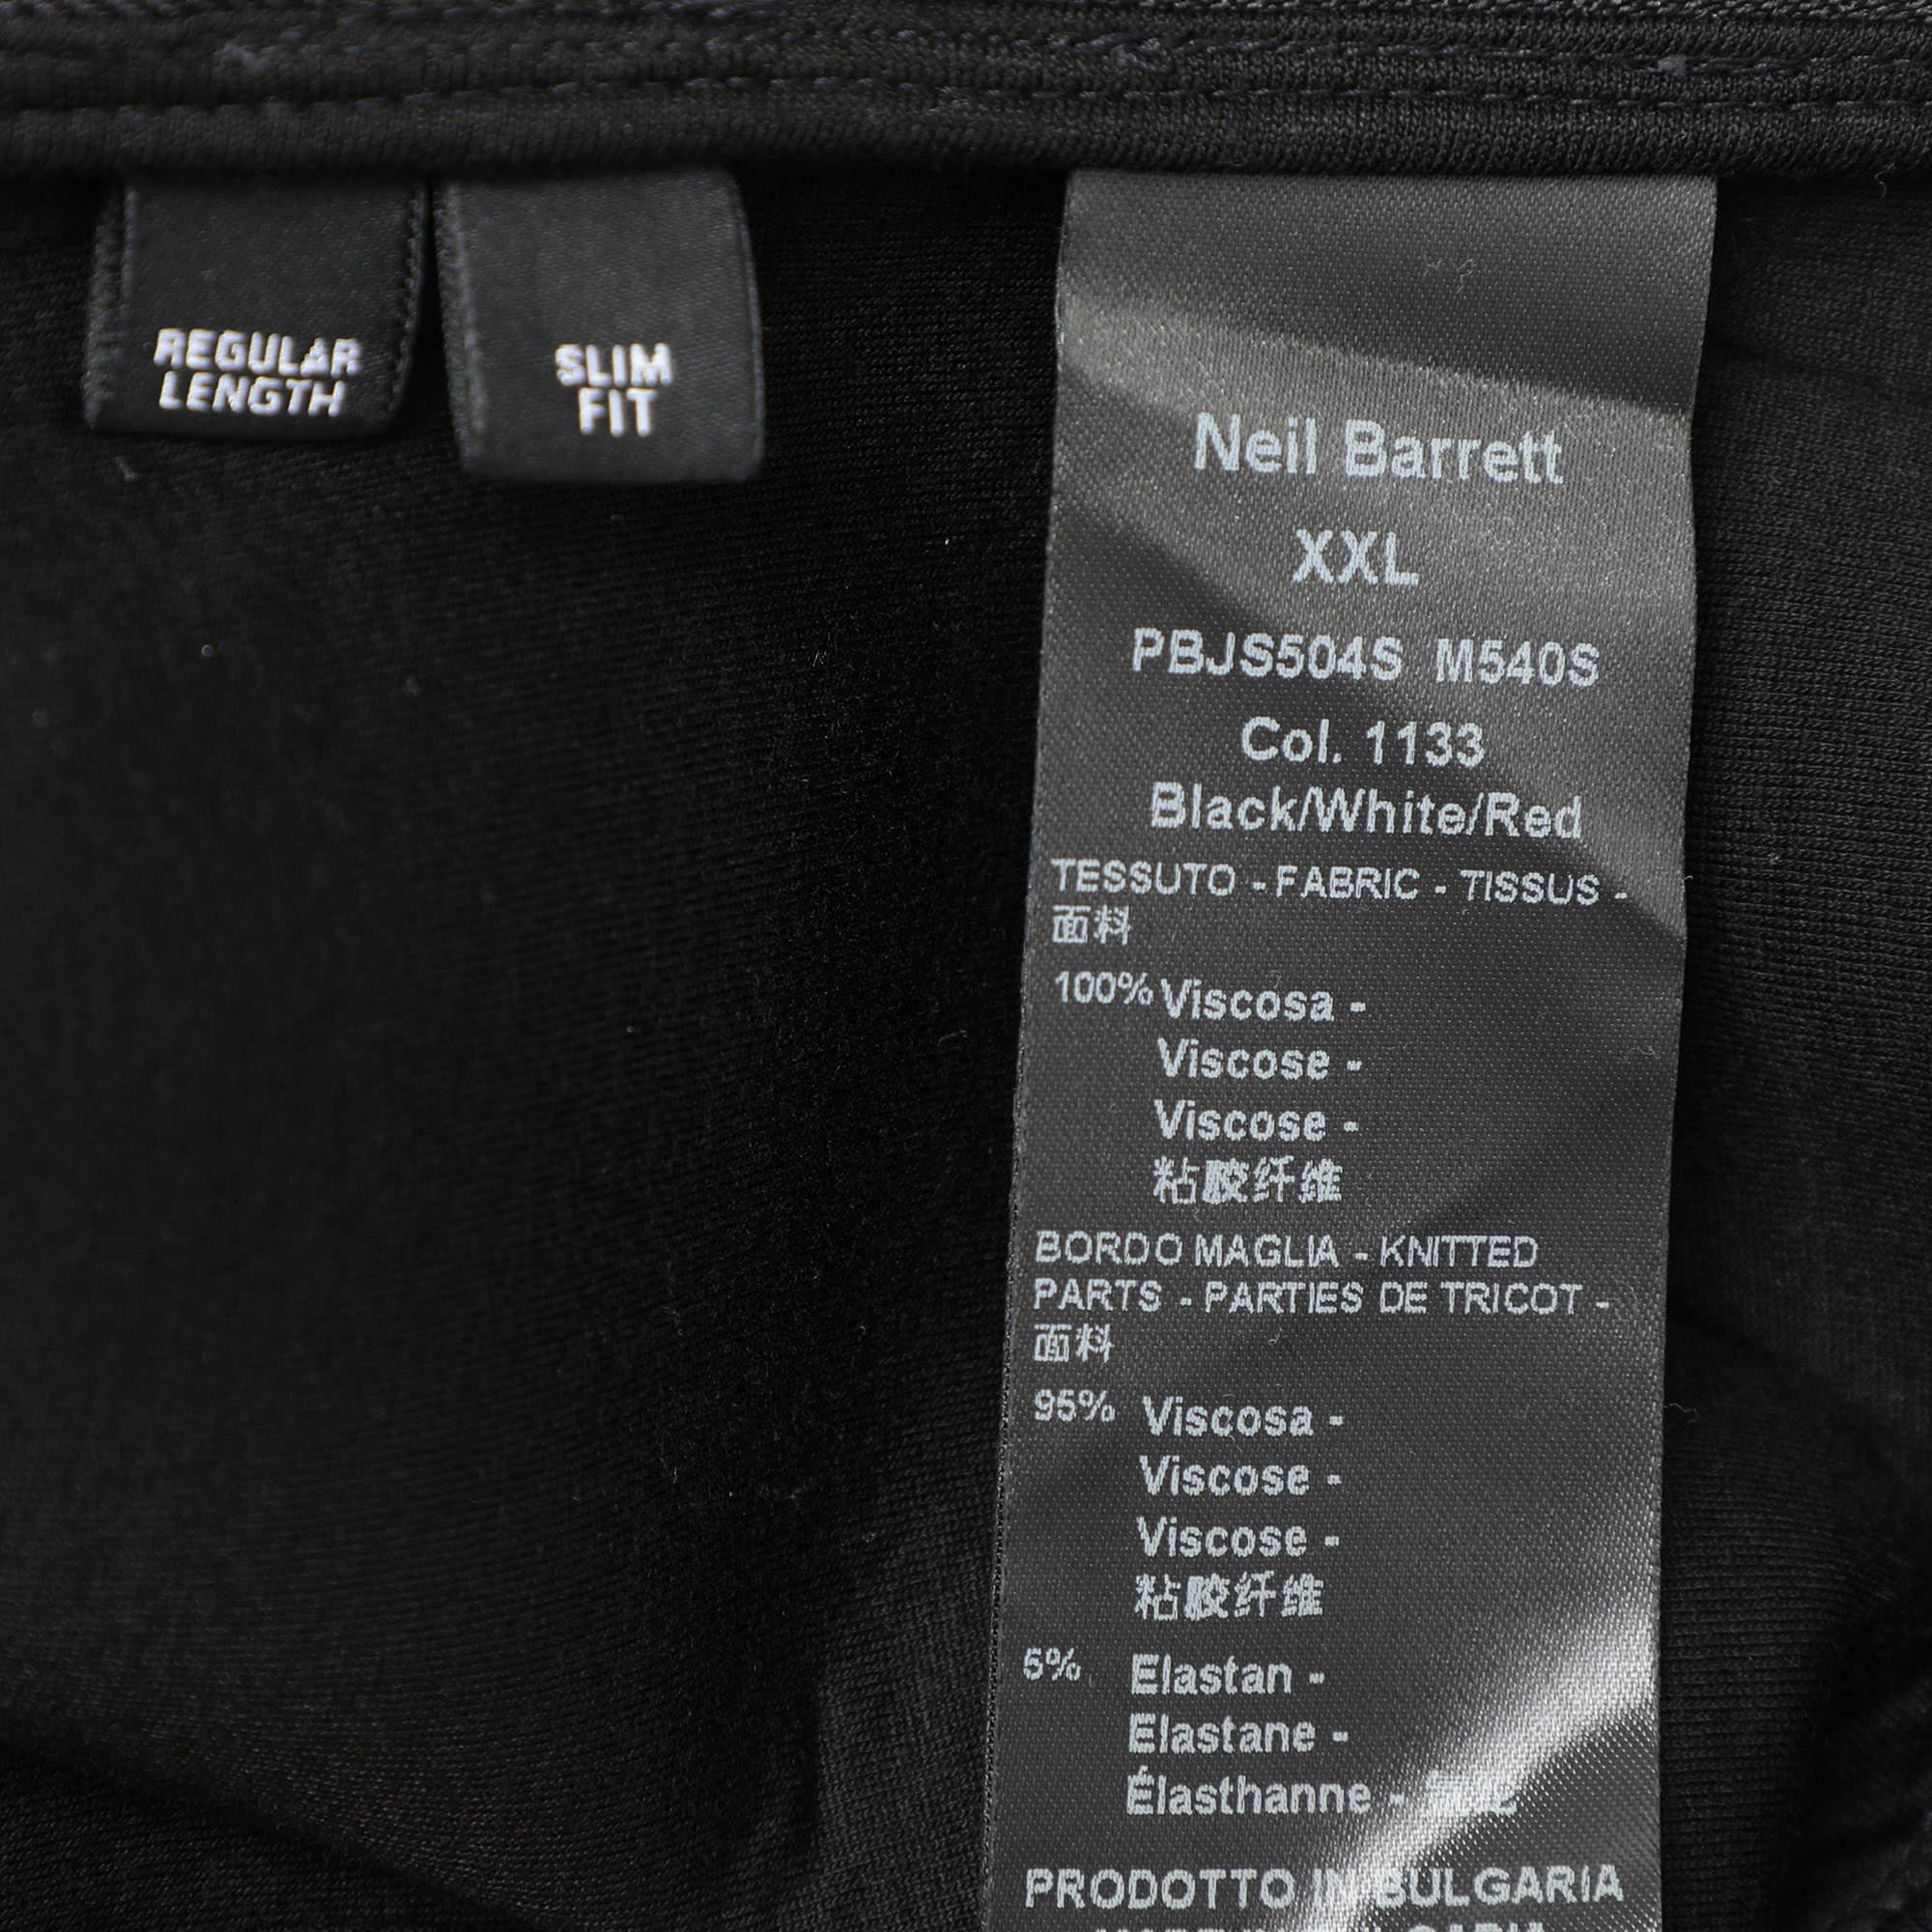 REGULAR
LENGTH
SLIM
FIT
Neil Barrett
XXL
PBJS504S M540S
Col. 1133
Black/White/Red
TESSUTO - FABRIC - TISSUS -
面料
100% Viscosa -
Viscose -
Viscose -
粘胶纤维
BORDO MAGLIA - KNITTED
PARTS - PARTIES DE TRICOT -
面料
95% Viscosa -
Viscose -
Viscose -
粘胶纤维
5% Elastan -
Elastane -
Élasthanne -
PRODOTTO IN BULGARIA